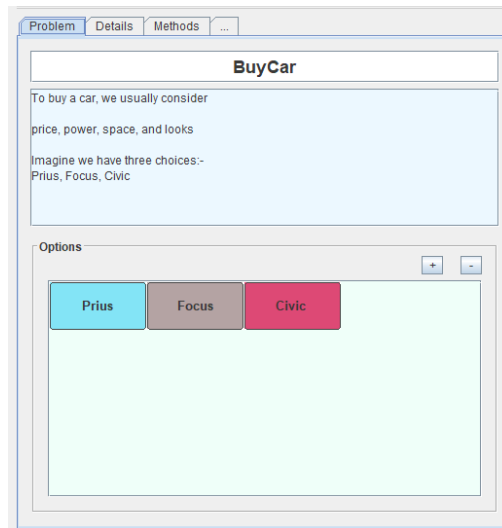 Problem Details Methods ...
BuyCar
To buy a car, we usually consider
price, power, space, and looks
Imagine we have three choices:-
Prius, Focus, Civic
Options
+ -
Prius Focus Civic